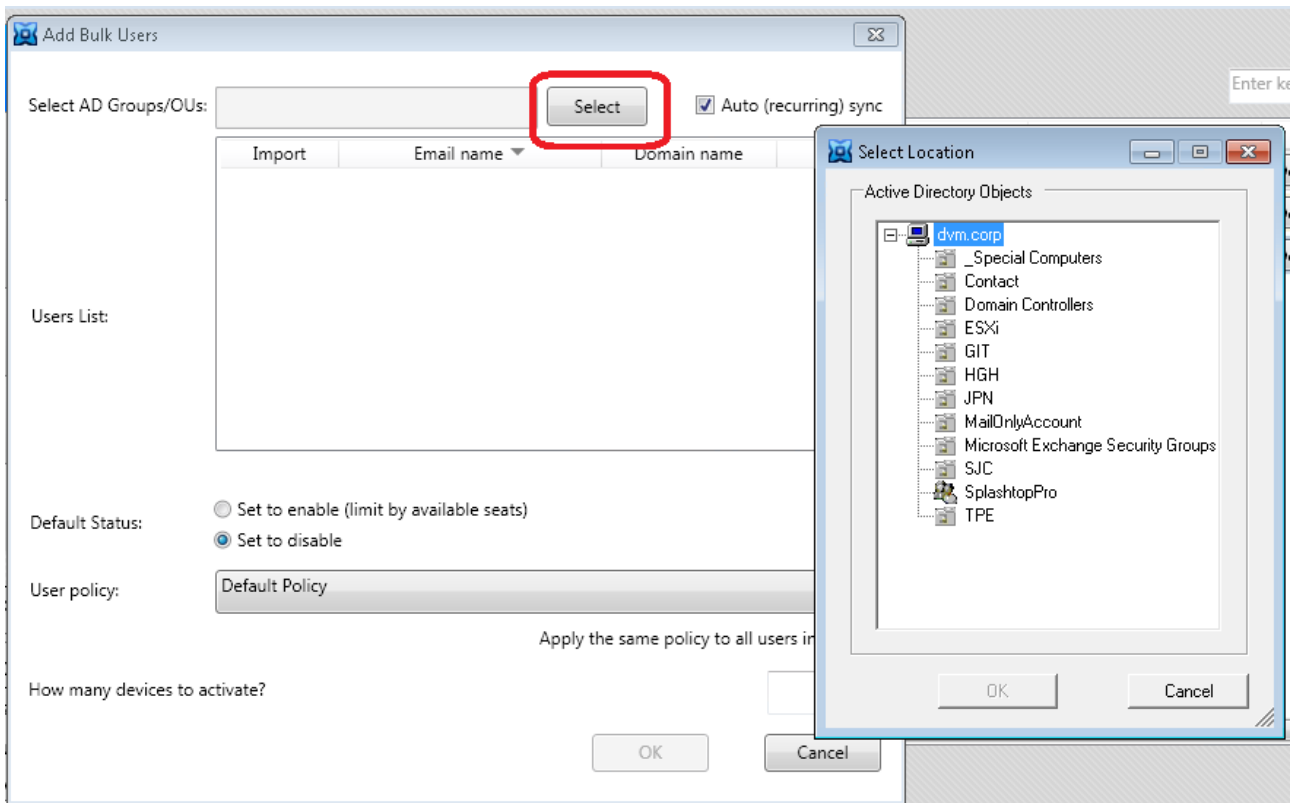 Add Bulk Users
Select AD Groups/OUs:
Select
Auto (recurring) sync
Import
Email name
Domain name
Users List:
Default Status:
Set to enable (limit by available seats)
Set to disable
User policy:
Default Policy
Apply the same policy to all users in
How many devices to activate?
OK
Cancel
Enter ke
Select Location
Active Directory Objects
dvm.corp
_Special Computers
Contact
Domain Controllers
ESXi
GIT
HGH
JPN
MailOnlyAccount
Microsoft Exchange Security Groups
SJC
SplashtopPro
TPE
OK
Cancel